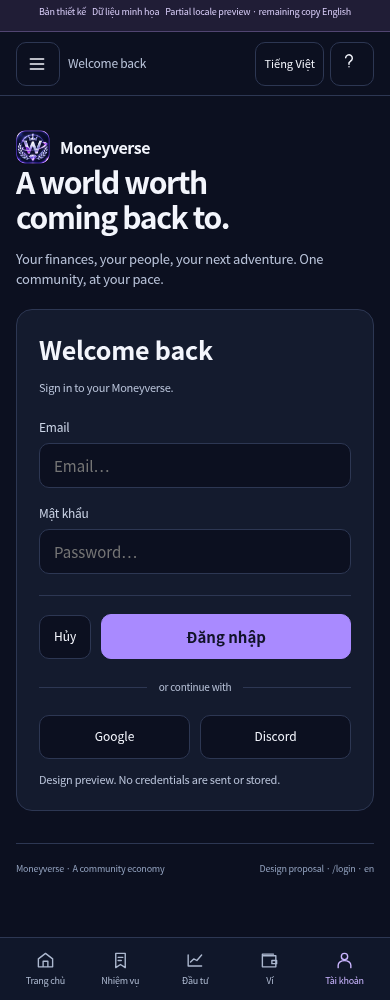 Bản thiết kế Dữ liệu minh họa Partial locale preview · remaining copy English
Welcome back
Tiếng Việt
?
Moneyverse
A world worth
coming back to.
Your finances, your people, your next adventure. One
community, at your pace.
Welcome back
Sign in to your Moneyverse.
Email
Email…
Mật khẩu
Password…
Hủy
Đăng nhập
or continue with
Google
Discord
Design preview. No credentials are sent or stored.
Moneyverse · A community economy
Design proposal · /login · en
Trang chủ
Nhiệm vụ
Đầu tư
Ví
Tài khoản